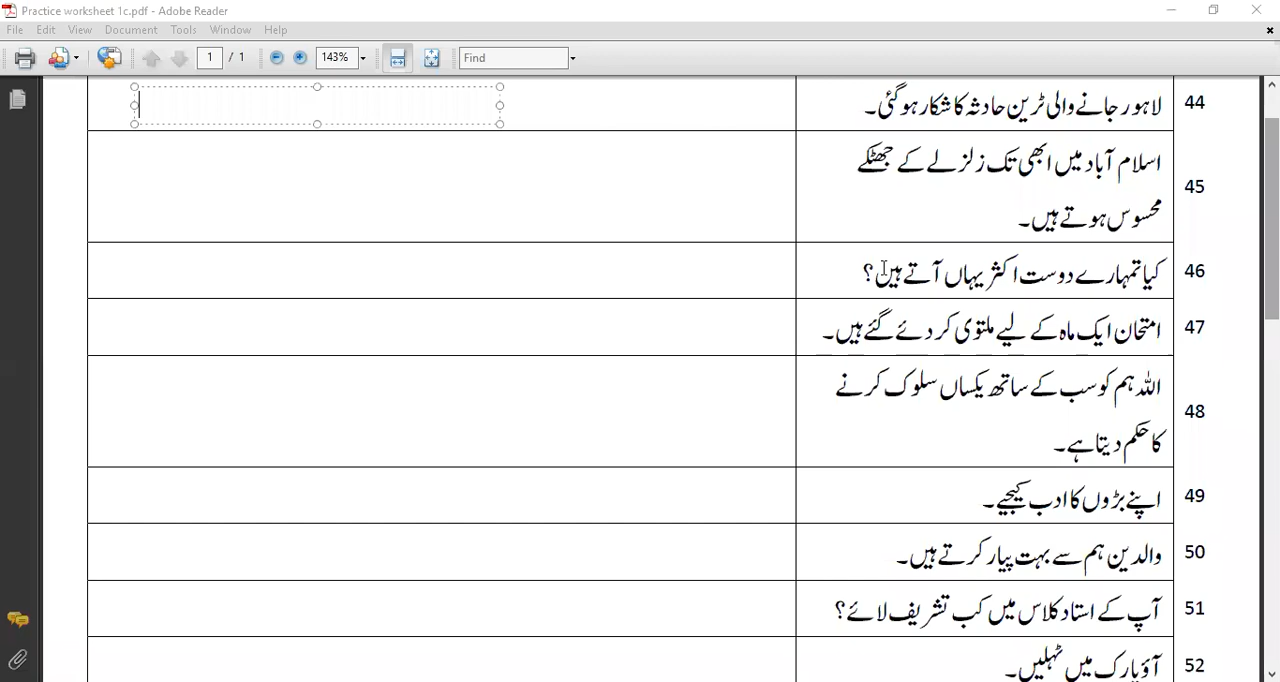 Practice worksheet 1c.pdf - Adobe Reader
File Edit View Document Tools Window Help
1 / 1 143% Find
44 لاہور جانے والی ٹرین حادثہ کا شکار ہو گئی۔
45 اسلام آباد میں ابھی تک زلزلے کے جھٹکے
محسوس ہوتے ہیں۔
46 کیا تمہارے دوست اکثر یہاں آتے ہیں؟
47 امتحان ایک ماہ کے لیے ملتوی کر دئے گئے ہیں۔
48 اللہ ہم کو سب کے ساتھ یکساں سلوک کرنے
کا حکم دیتا ہے۔
49 اپنے بڑوں کا ادب کیجیے۔
50 والدین ہم سے بہت پیار کرتے ہیں۔
51 آپ کے استاد کلاس میں کب تشریف لائے؟
52 آؤ پارک میں ٹہلیں۔